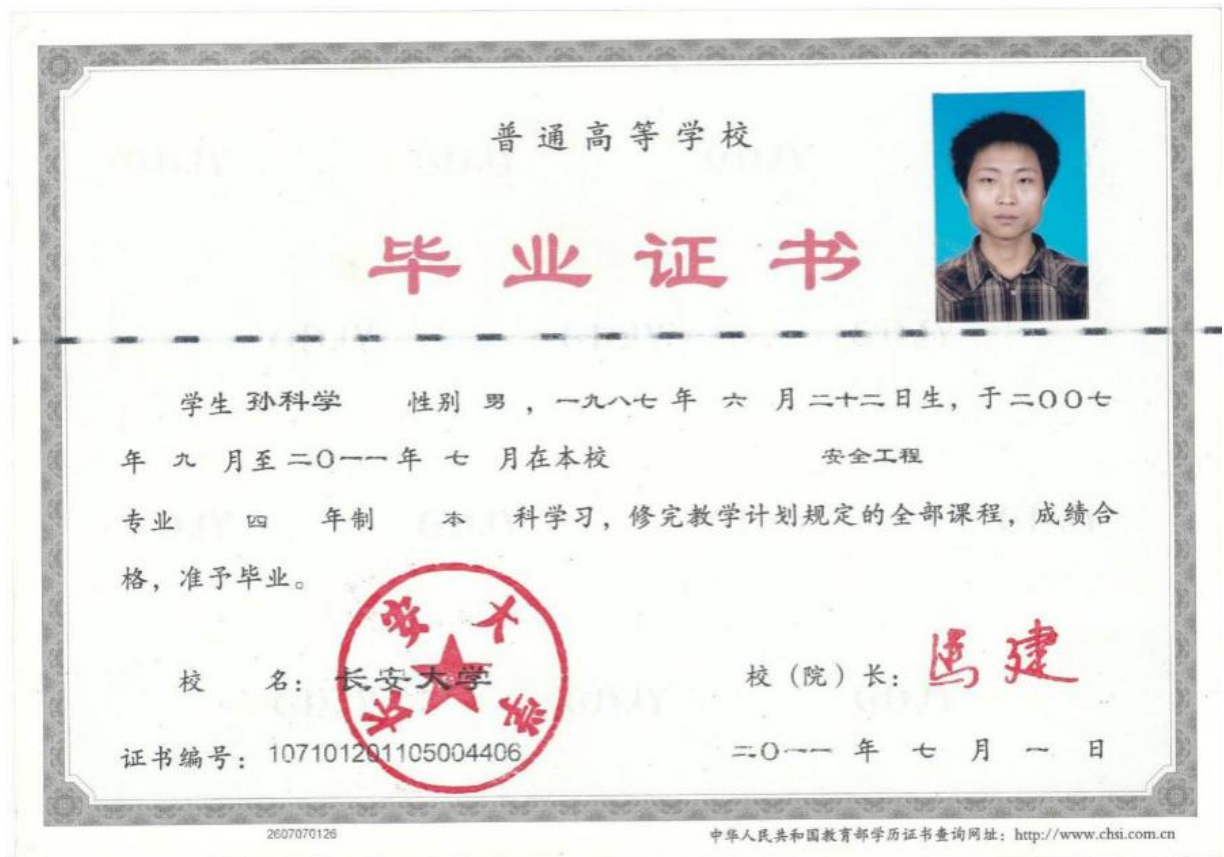 普通高等学校
毕业证书
学生 孙科学 性别 男 ，一九八七 年 六 月 二十二 日生，于 二〇〇七
年 九 月至 二〇一一 年 七 月在本校 安全工程
专业 四 年制 本 科学习，修完教学计划规定的全部课程，成绩合
格，准予毕业。
长安大学
校 名： 长安大学
校（院）长： 马建
证书编号： 107101201105004406
二〇一一 年 七 月 一 日
2607070126
中华人民共和国教育部学历证书查询网址：http://www.chsi.com.cn